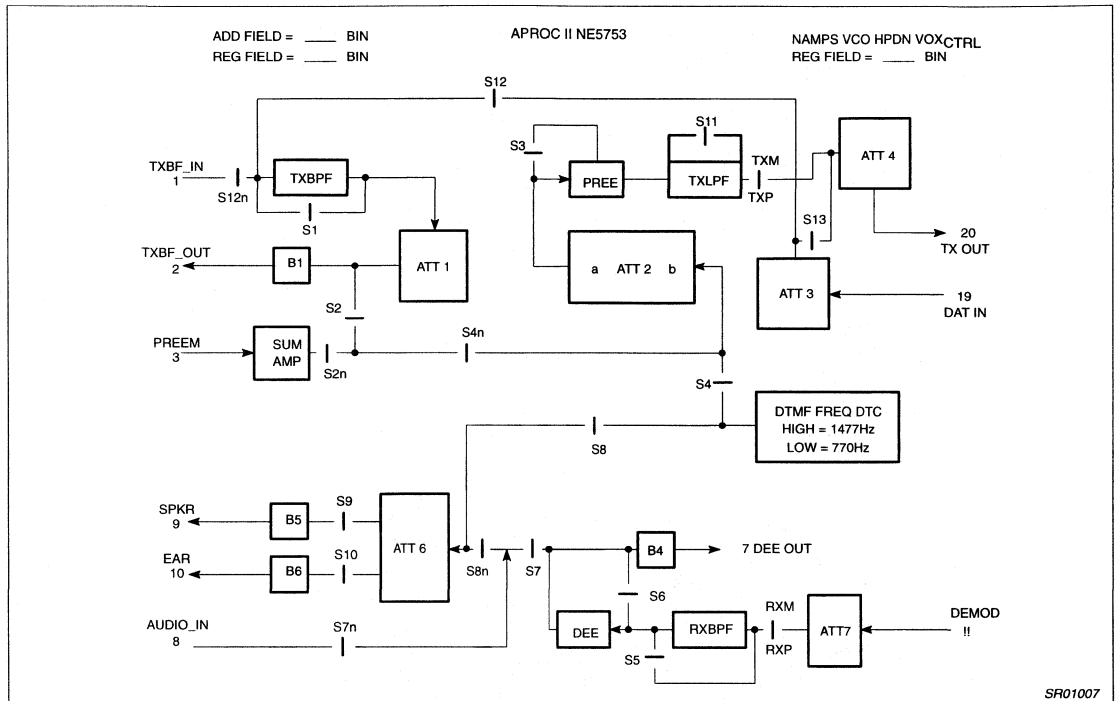 ADD FIELD = ____ BIN
REG FIELD = ____ BIN
APROC II NE5753
NAMPS VCO HPDN VOXCTRL
REG FIELD = ____ BIN
S12
S11
S3
TXBF_IN
1
S12n
TXBPF
S1
PREE
TXLPF
TXM
TXP
ATT 4
S13
20
TX OUT
TXBF_OUT
2
B1
ATT 1
a ATT 2 b
ATT 3
19
DAT IN
S2
PREEM
3
SUM
AMP
S2n
S4n
S4
DTMF FREQ DTC
HIGH = 1477Hz
LOW = 770Hz
S8
SPKR
9
B5
S9
EAR
10
B6
S10
ATT 6
S8n
S7
B4
7 DEE OUT
S6
AUDIO_IN
8
S7n
DEE
S5
RXBPF
RXM
RXP
ATT7
DEMOD
!!
SR01007